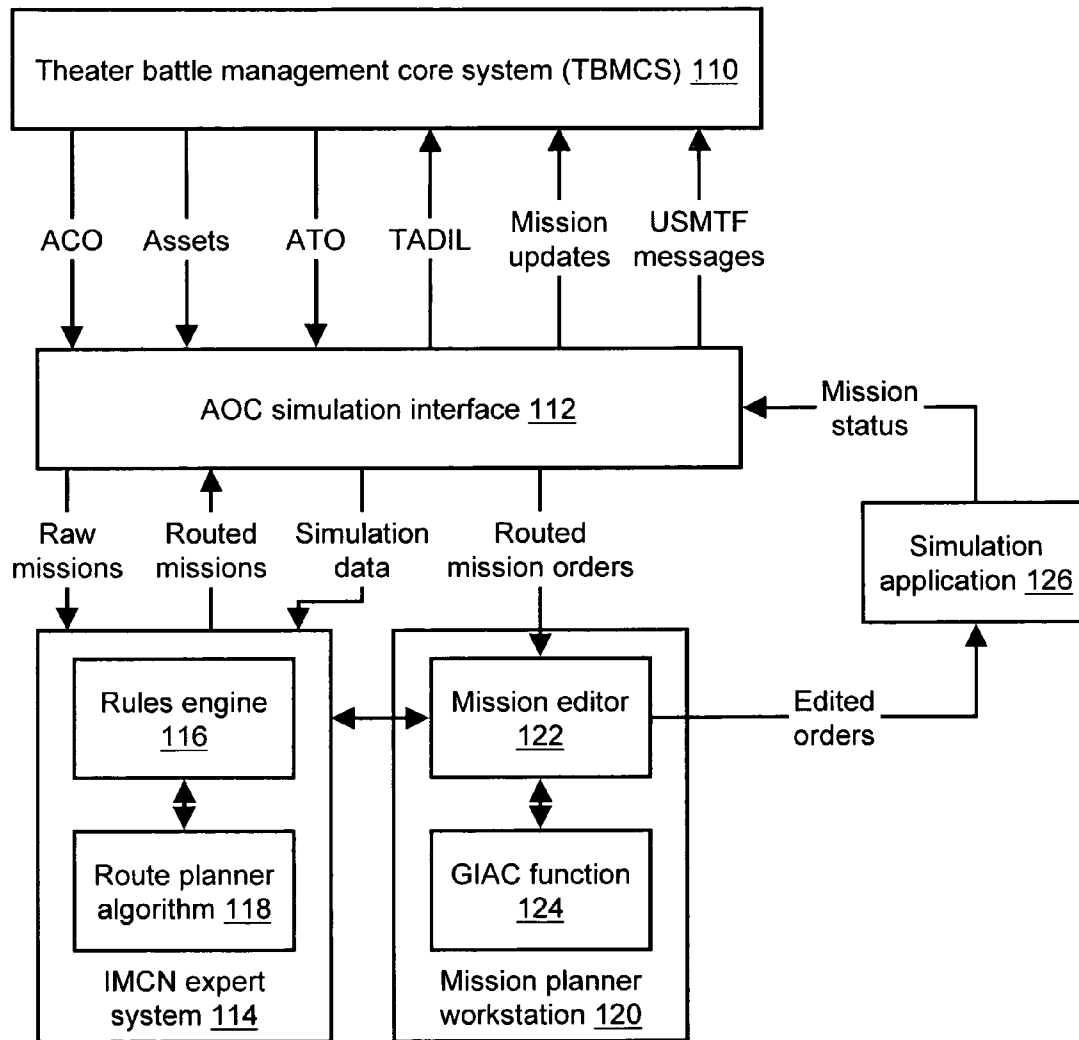 Theater battle management core system (TBMCS) 110
ACO
Assets
ATO
TADIL
Mission
updates
USMTF
messages
AOC simulation interface 112
Mission
status
Raw
missions
Routed
missions
Simulation
data
Routed
mission orders
Simulation
application 126
Rules engine
116
Mission editor
122
Edited
orders
Route planner
algorithm 118
GIAC function
124
IMCN expert
system 114
Mission planner
workstation 120